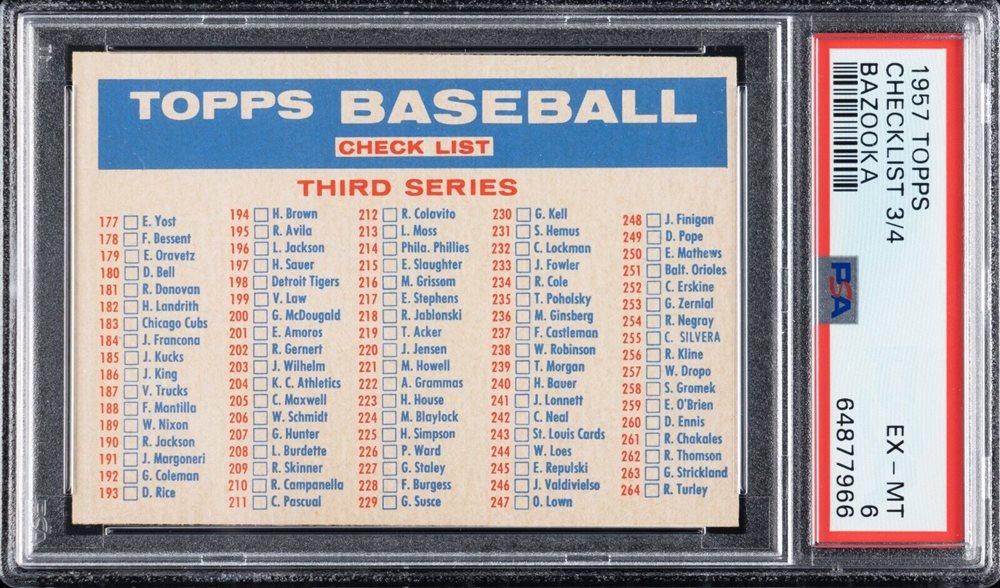 TOPPS BASEBALL
CHECK LIST
THIRD SERIES
177 E. Yost
178 F. Bessent
179 E. Oravetz
180 D. Bell
181 R. Donovan
182 H. Landrith
183 Chicago Cubs
184 J. Francona
185 J. Kucks
186 J. King
187 V. Trucks
188 F. Mantilla
189 W. Nixon
190 R. Jackson
191 J. Margoneri
192 G. Coleman
193 D. Rice
194 H. Brown
195 R. Avila
196 L. Jackson
197 H. Sauer
198 Detroit Tigers
199 V. Law
200 G. McDougald
201 E. Amoros
202 R. Gernert
203 J. Wilhelm
204 K. C. Athletics
205 C. Maxwell
206 W. Schmidt
207 G. Hunter
208 L. Burdette
209 R. Skinner
210 R. Campanella
211 C. Pascual
212 R. Colavito
213 L. Moss
214 Phila. Phillies
215 E. Slaughter
216 M. Grissom
217 E. Stephens
218 R. Jablonski
219 T. Acker
220 J. Jensen
221 M. Howell
222 A. Grammas
223 H. House
224 M. Blaylock
225 H. Simpson
226 P. Ward
227 G. Staley
228 F. Burgess
229 G. Susce
230 G. Kell
231 S. Hemus
232 C. Lockman
233 J. Fowler
234 R. Cole
235 T. Poholsky
236 M. Ginsberg
237 F. Castleman
238 W. Robinson
239 T. Morgan
240 H. Bauer
241 J. Lonnett
242 C. Neal
243 St. Louis Cards
244 W. Loes
245 E. Repulski
246 J. Valdivielso
247 O. Lown
248 J. Finigan
249 D. Pope
250 E. Mathews
251 Balt. Orioles
252 C. Erskine
253 G. Zernlal
254 R. Negray
255 C. SILVERA
256 R. Kline
257 W. Dropo
258 S. Gromek
259 E. O'Brien
260 D. Ennis
261 R. Chakales
262 R. Thomson
263 G. Strickland
264 R. Turley
1957 TOPPS
CHECKLIST 3/4
BAZOOKA
PSA
EX - MT
6
64877966